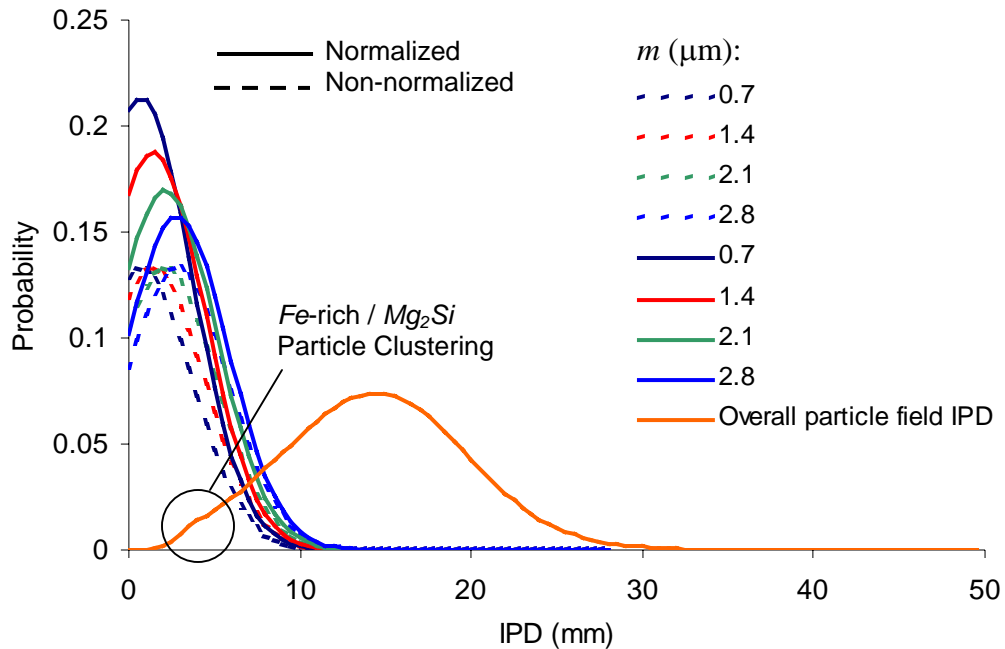 0.25
0.2
0.15
0.1
0.05
0
Probability
0
10
20
30
40
50
IPD (mm)
Normalized
Non-normalized
Fe-rich / Mg₂Si
Particle Clustering
m (μm):
0.7
1.4
2.1
2.8
0.7
1.4
2.1
2.8
Overall particle field IPD